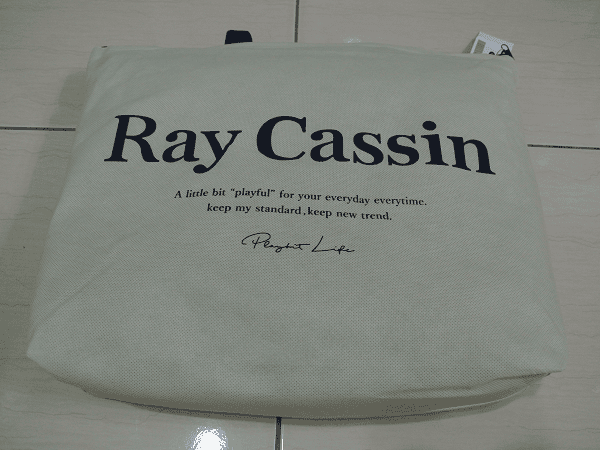 Ray Cassin
A little bit "playful" for your everyday everytime.
keep my standard, keep new trend.